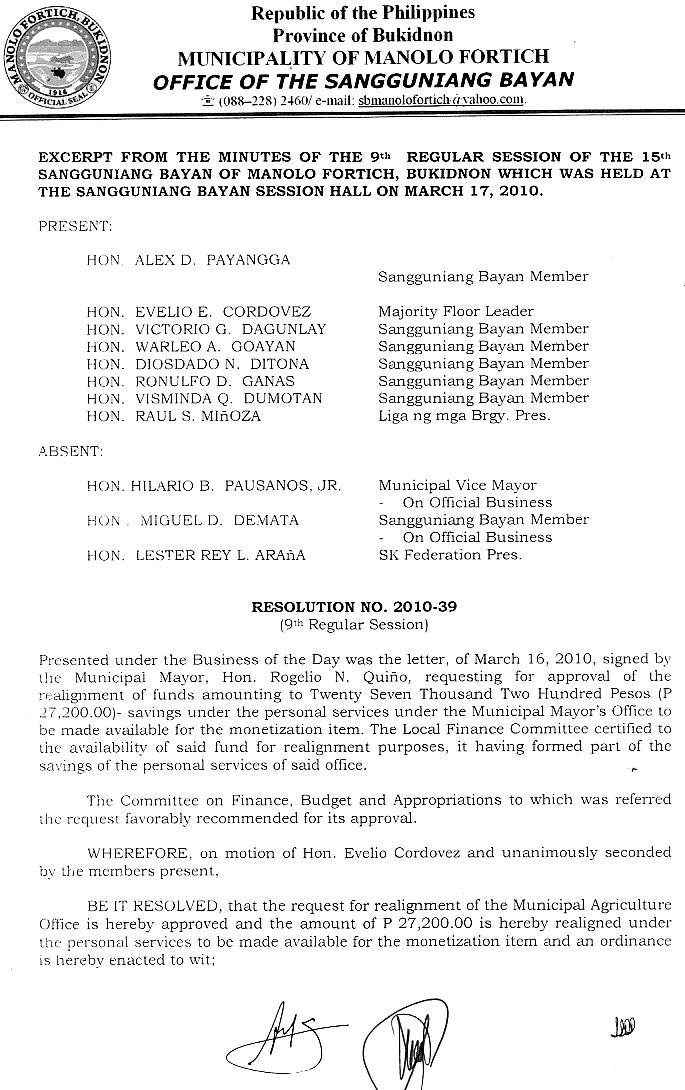 Republic of the Philippines
Province of Bukidnon
MUNICIPALITY OF MANOLO FORTICH
OFFICE OF THE SANGGUNIANG BAYAN
☏ (088–228) 2460/ e-mail: sbmanolofortich@yahoo.com.
MANOLO FORTICH, BUKIDNON
1914
OFFICIAL SEAL
EXCERPT FROM THE MINUTES OF THE 9th REGULAR SESSION OF THE 15th
SANGGUNIANG BAYAN OF MANOLO FORTICH, BUKIDNON WHICH WAS HELD AT
THE SANGGUNIANG BAYAN SESSION HALL ON MARCH 17, 2010.
PRESENT:
HON. ALEX D. PAYANGGA
Sangguniang Bayan Member
HON. EVELIO E. CORDOVEZ Majority Floor Leader
HON. VICTORIO G. DAGUNLAY Sangguniang Bayan Member
HON. WARLEO A. GOAYAN Sangguniang Bayan Member
HON. DIOSDADO N. DITONA Sangguniang Bayan Member
HON. RONULFO D. GANAS Sangguniang Bayan Member
HON. VISMINDA Q. DUMOTAN Sangguniang Bayan Member
HON. RAUL S. MIñOZA Liga ng mga Brgy. Pres.
ABSENT:
HON. HILARIO B. PAUSANOS, JR. Municipal Vice Mayor
- On Official Business
HON . MIGUEL D. DEMATA Sangguniang Bayan Member
- On Official Business
HON. LESTER REY L. ARAñA SK Federation Pres.
RESOLUTION NO. 2010-39
(9th Regular Session)
Presented under the Business of the Day was the letter, of March 16, 2010, signed by
the Municipal Mayor, Hon. Rogelio N. Quiño, requesting for approval of the
realignment of funds amounting to Twenty Seven Thousand Two Hundred Pesos (P
27,200.00)- savings under the personal services under the Municipal Mayor's Office to
be made available for the monetization item. The Local Finance Committee certified to
the availability of said fund for realignment purposes, it having formed part of the
savings of the personal services of said office.
The Committee on Finance, Budget and Appropriations to which was referred
the request favorably recommended for its approval.
WHEREFORE, on motion of Hon. Evelio Cordovez and unanimously seconded
by the members present,
BE IT RESOLVED, that the request for realignment of the Municipal Agriculture
Office is hereby approved and the amount of P 27,200.00 is hereby realigned under
the personal services to be made available for the monetization item and an ordinance
is hereby enacted to wit;